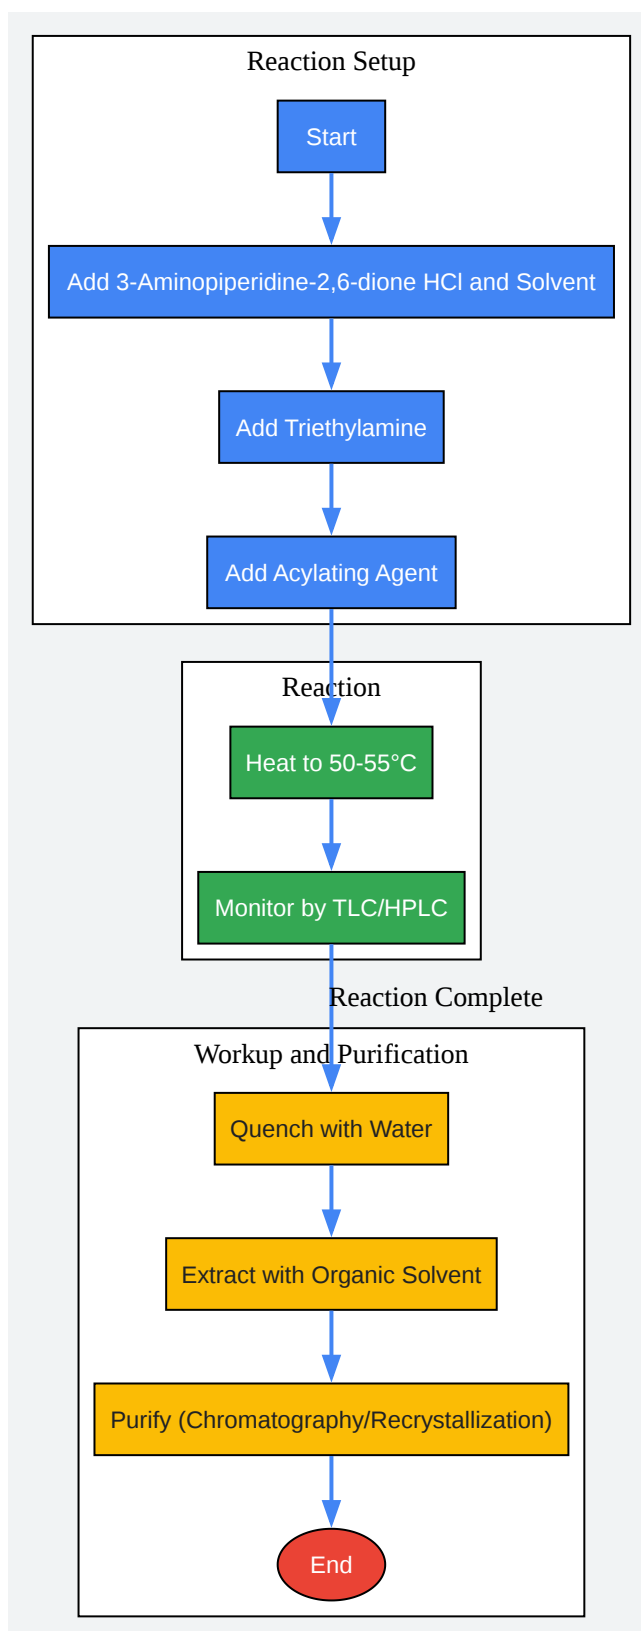 Reaction Setup
Start
Add 3-Aminopiperidine-2,6-dione HCl and Solvent
Add Triethylamine
Add Acylating Agent
Reaction
Heat to 50-55°C
Monitor by TLC/HPLC
Reaction Complete
Workup and Purification
Quench with Water
Extract with Organic Solvent
Purify (Chromatography/Recrystallization)
End